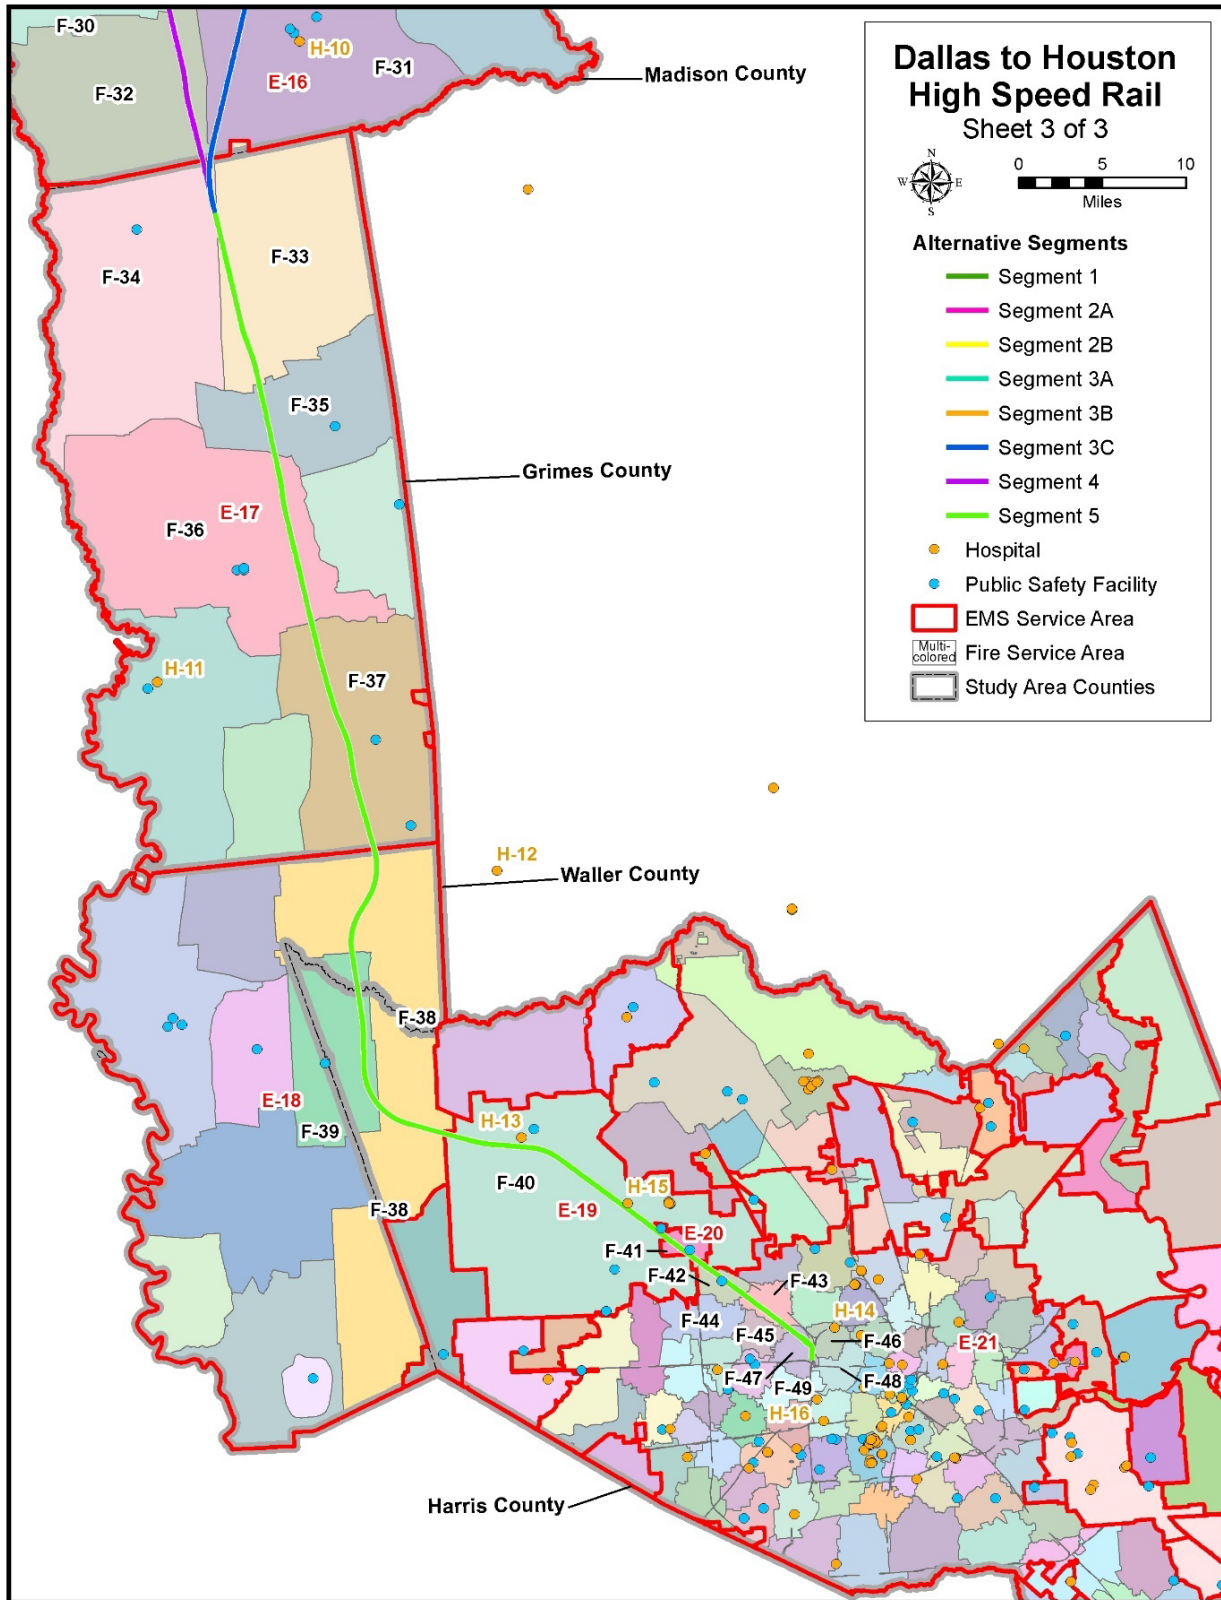 Dallas to Houston
High Speed Rail
Sheet 3 of 3
N
W E
S
0 5 10
Miles
Alternative Segments
Segment 1
Segment 2A
Segment 2B
Segment 3A
Segment 3B
Segment 3C
Segment 4
Segment 5
Hospital
Public Safety Facility
EMS Service Area
Multi-
colored
Fire Service Area
Study Area Counties
F-30
H-10
F-31
E-16
F-32
Madison County
F-33
F-34
F-35
Grimes County
E-17
F-36
H-11
F-37
H-12
Waller County
F-38
E-18
F-39
H-13
F-40
H-15
E-19
F-38
E-20
F-41
F-42
F-43
H-14
F-44
F-45
F-46
E-21
F-47
F-48
F-49
H-16
Harris County